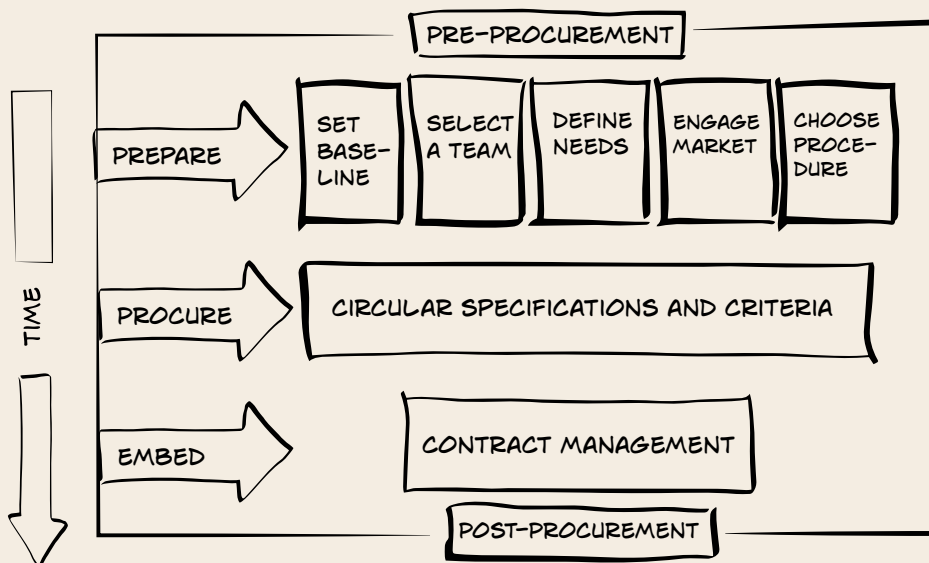 PRE-PROCUREMENT
PREPARE
SET
BASE-
LINE
SELECT
A TEAM
DEFINE
NEEDS
ENGAGE
MARKET
CHOOSE
PROCE-
DURE
TIME
PROCURE
CIRCULAR SPECIFICATIONS AND CRITERIA
EMBED
CONTRACT MANAGEMENT
POST-PROCUREMENT